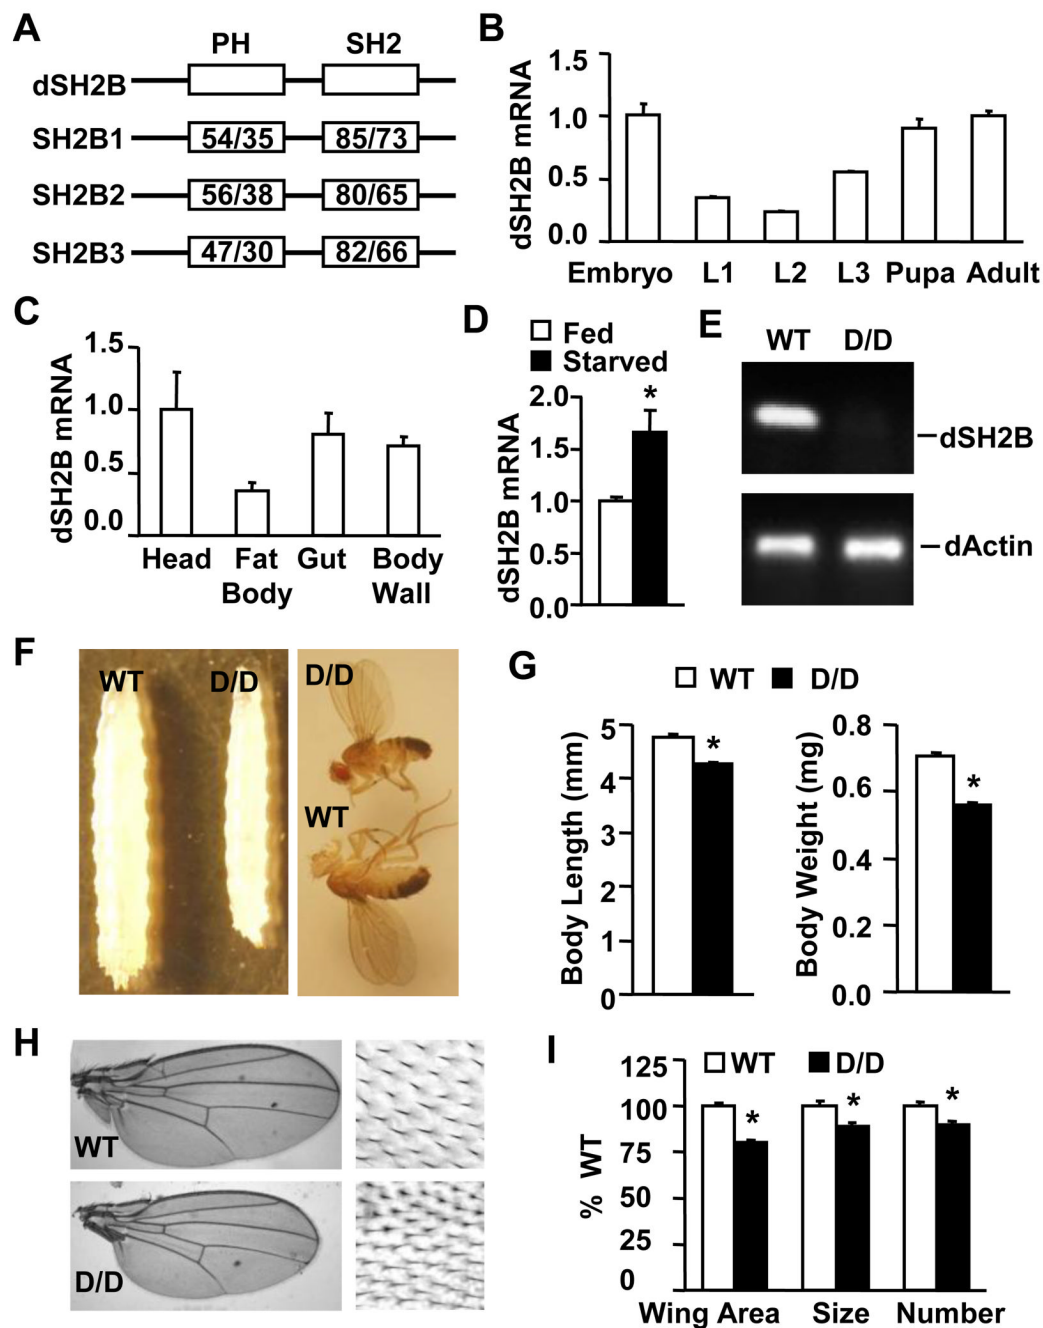 A
PH SH2
dSH2B
SH2B1 54/35 85/73
SH2B2 56/38 80/65
SH2B3 47/30 82/66
B
dSH2B mRNA
1.5
1.0
0.5
0.0
Embryo L1 L2 L3 Pupa Adult
C
dSH2B mRNA
1.5
1.0
0.5
0.0
Head Fat Gut Body
Body Wall
D
Fed
Starved
dSH2B mRNA
2.0
1.5
1.0
0.5
0.0
*
E
WT D/D
dSH2B
dActin
F
WT D/D
D/D
WT
G
WT D/D
Body Length (mm)
5
4
3
2
1
0
*
Body Weight (mg)
0.8
0.6
0.4
0.2
0.0
*
H
WT
D/D
I
WT D/D
% WT
125
100
75
50
25
0
* * *
Wing Area Size Number